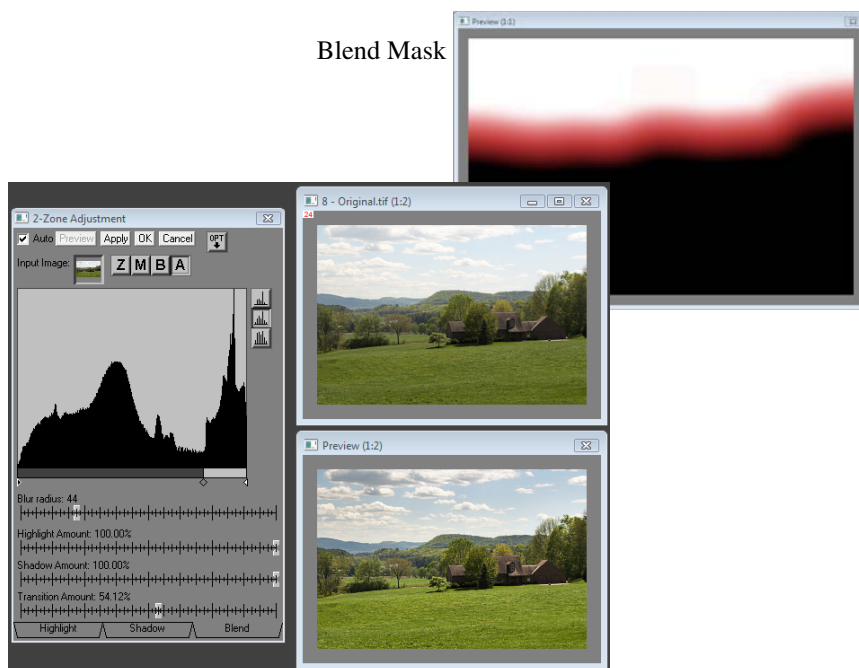 Blend Mask
Preview (1:1)
8 - Original.tif (1:2)
24
2-Zone Adjustment
Auto Preview Apply OK Cancel OPT
Input Image: Z M B A
Blur radius: 44
Highlight Amount: 100.00%
Shadow Amount: 100.00%
Transition Amount: 54.12%
Highlight Shadow Blend
Preview (1:2)